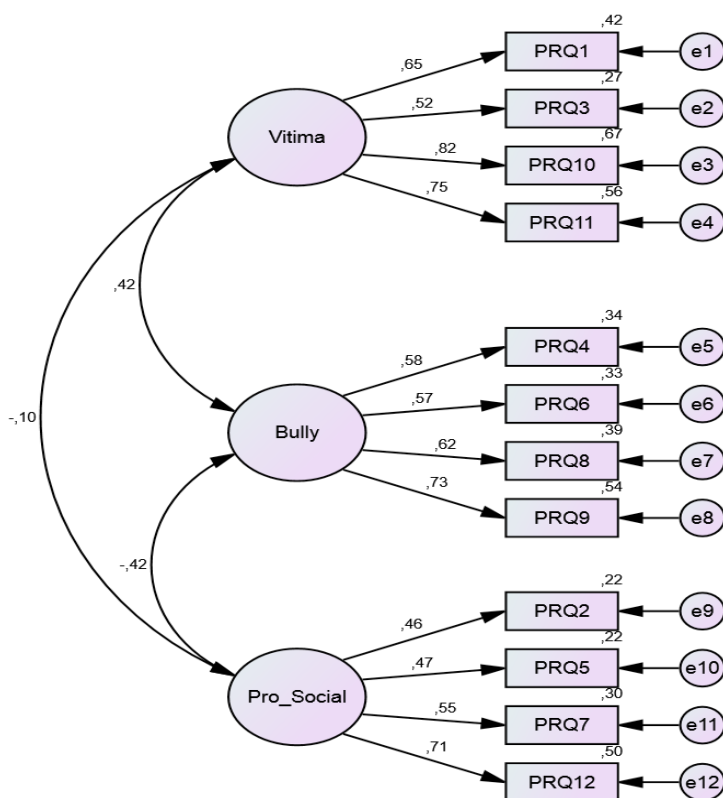 ,42
PRQ1
e1
,65
,27
PRQ3
e2
,52
Vitima
,67
PRQ10
e3
,82
,56
PRQ11
e4
,75
,42
,34
PRQ4
e5
,58
,33
PRQ6
e6
,57
-,10
Bully
,39
PRQ8
e7
,62
,54
PRQ9
e8
,73
-,42
,22
PRQ2
e9
,46
,22
PRQ5
e10
,47
Pro_Social
,30
PRQ7
e11
,55
,50
PRQ12
e12
,71